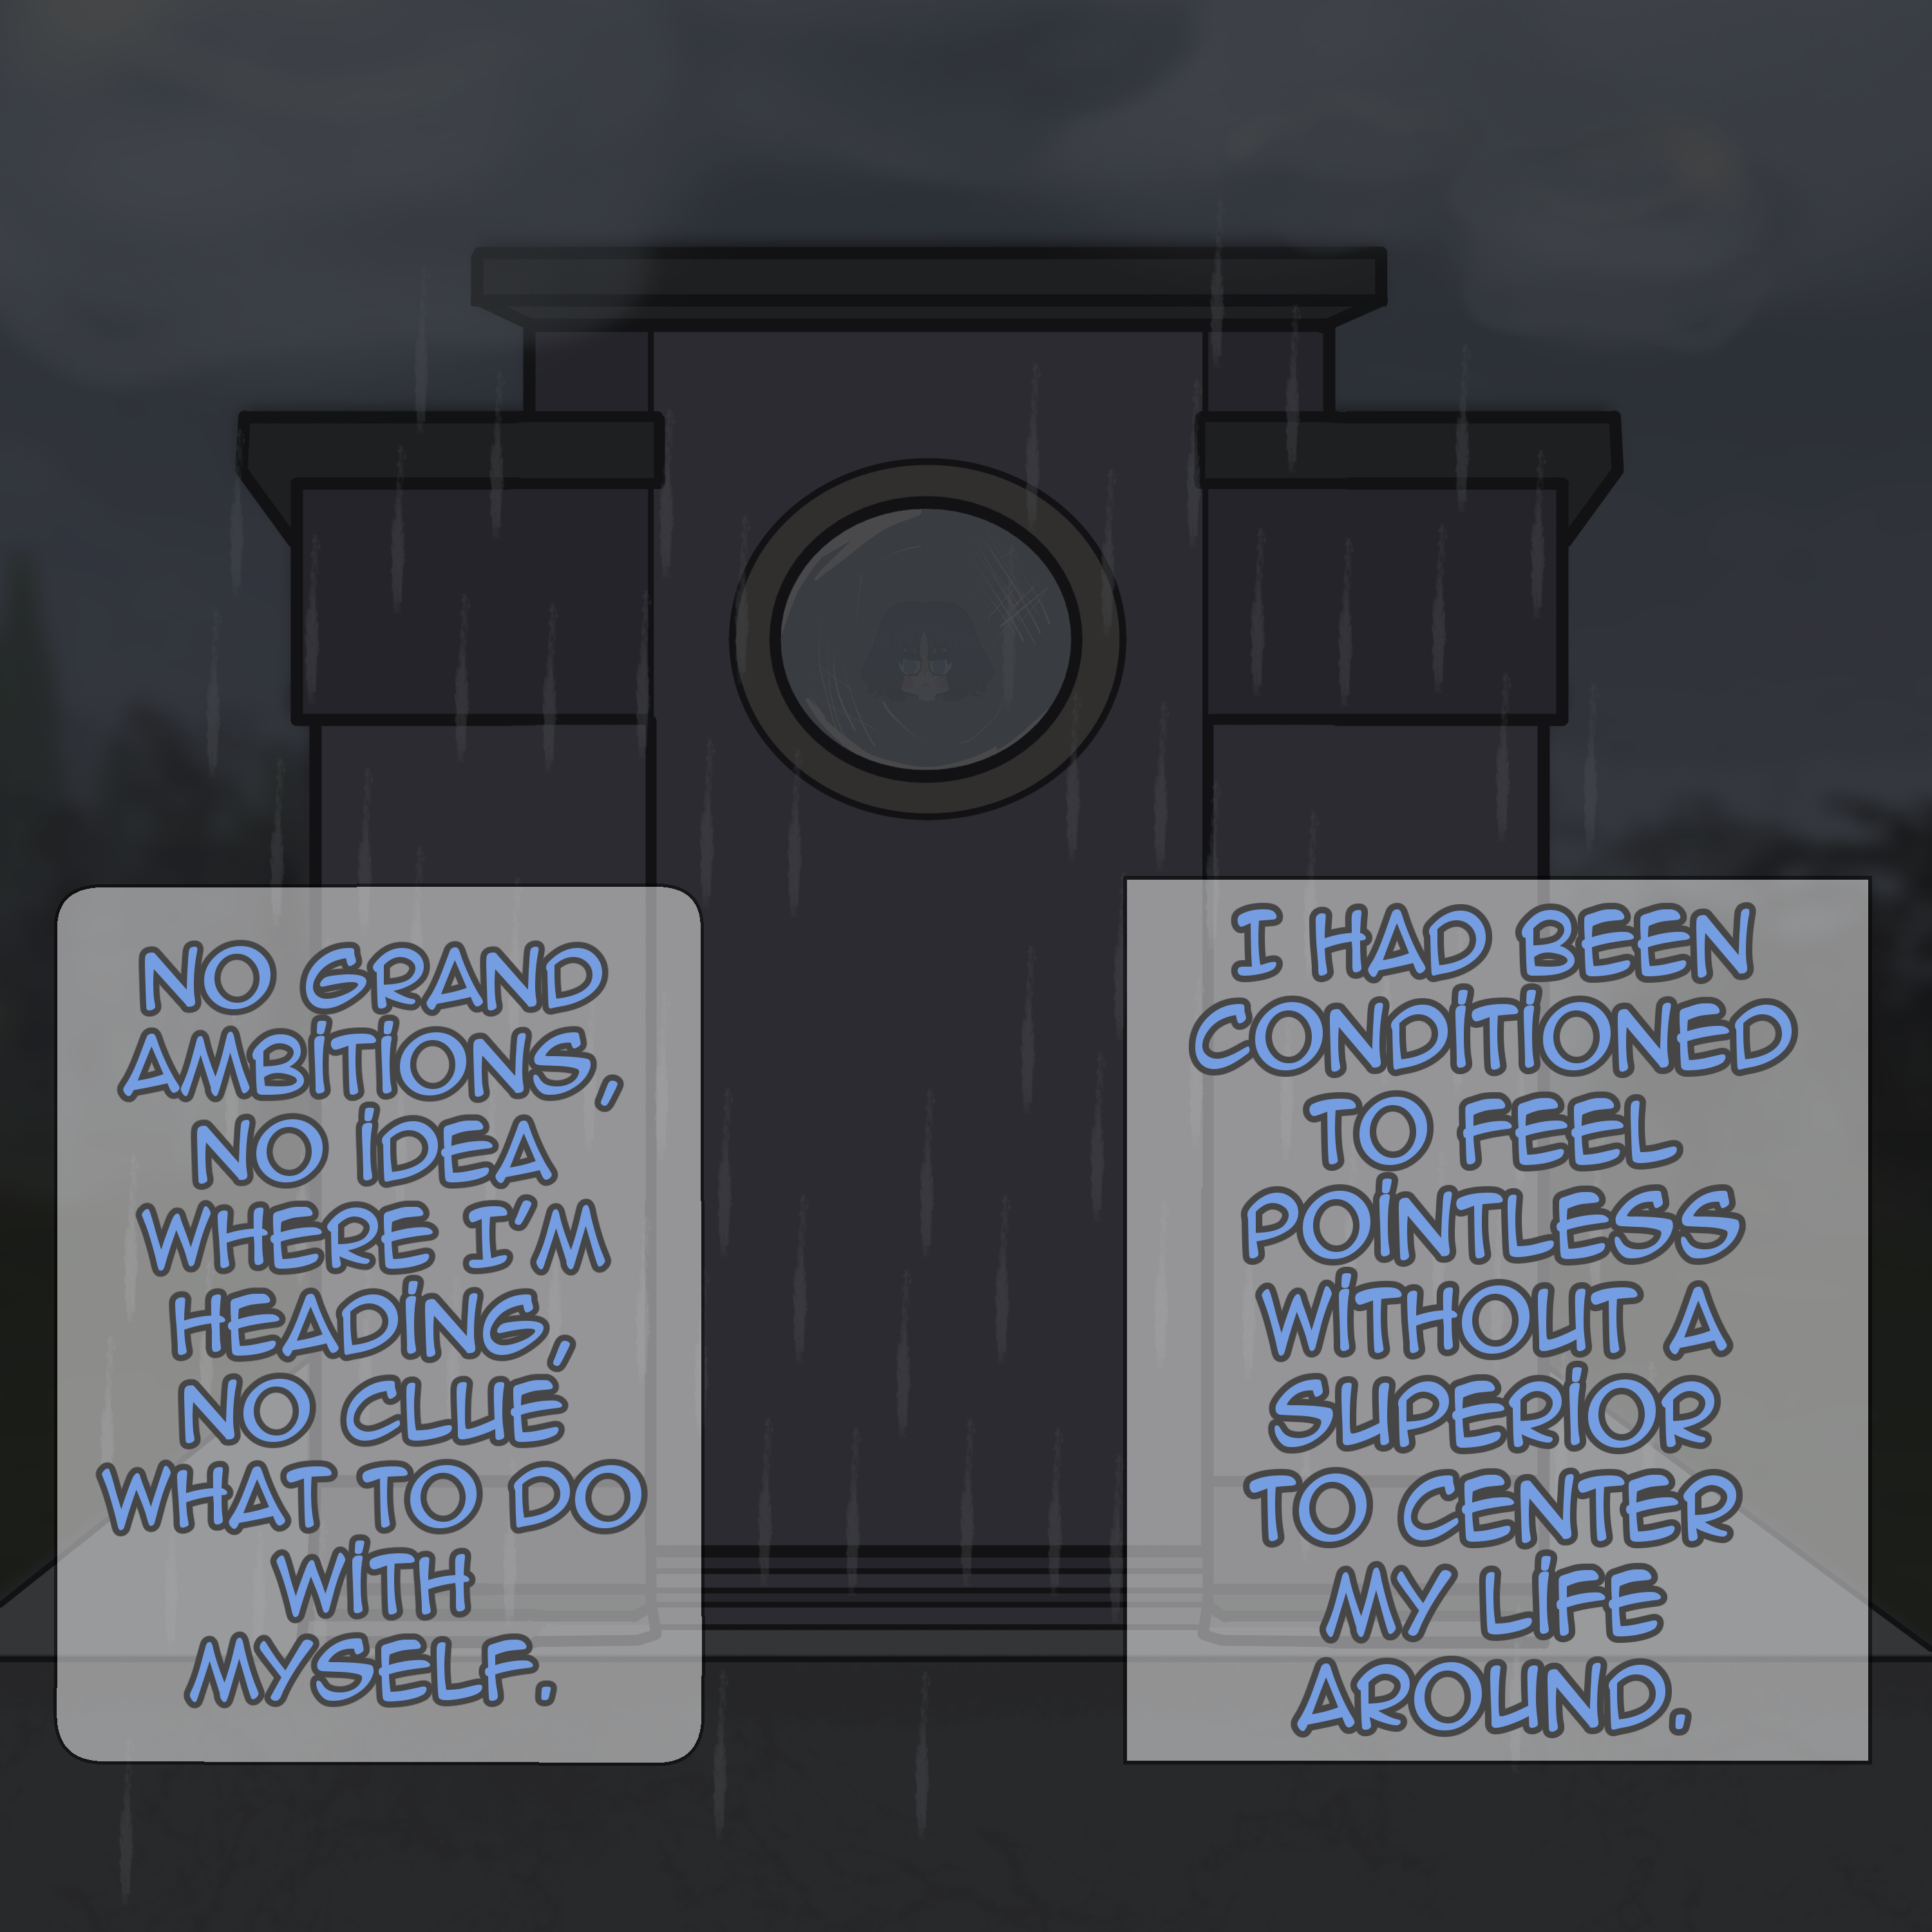 NO GRAND
AMBITIONS,
NO IDEA
WHERE I'M
HEADING,
NO CLUE
WHAT TO DO
WITH
MYSELF.
I HAD BEEN
CONDITIONED
TO FEEL
POINTLESS
WITHOUT A
SUPERIOR
TO CENTER
MY LIFE
AROUND.